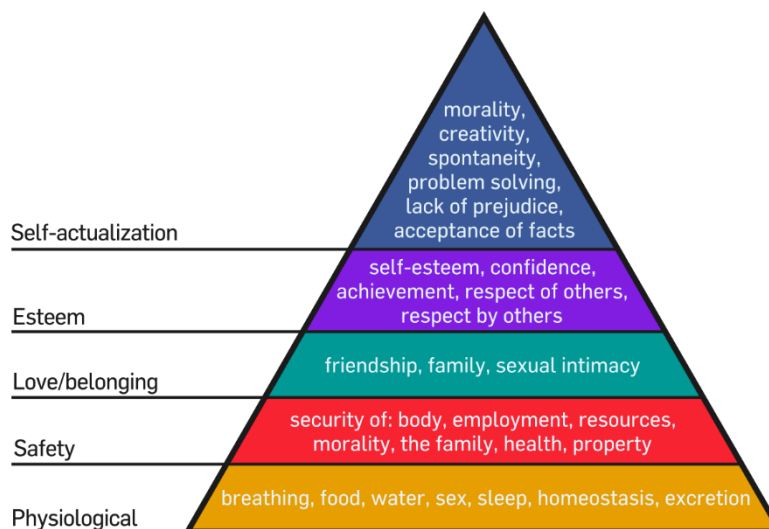 morality,
creativity,
spontaneity,
problem solving,
lack of prejudice,
acceptance of facts
Self-actualization
self-esteem, confidence,
achievement, respect of others,
respect by others
Esteem
friendship, family, sexual intimacy
Love/belonging
security of: body, employment, resources,
morality, the family, health, property
Safety
breathing, food, water, sex, sleep, homeostasis, excretion
Physiological